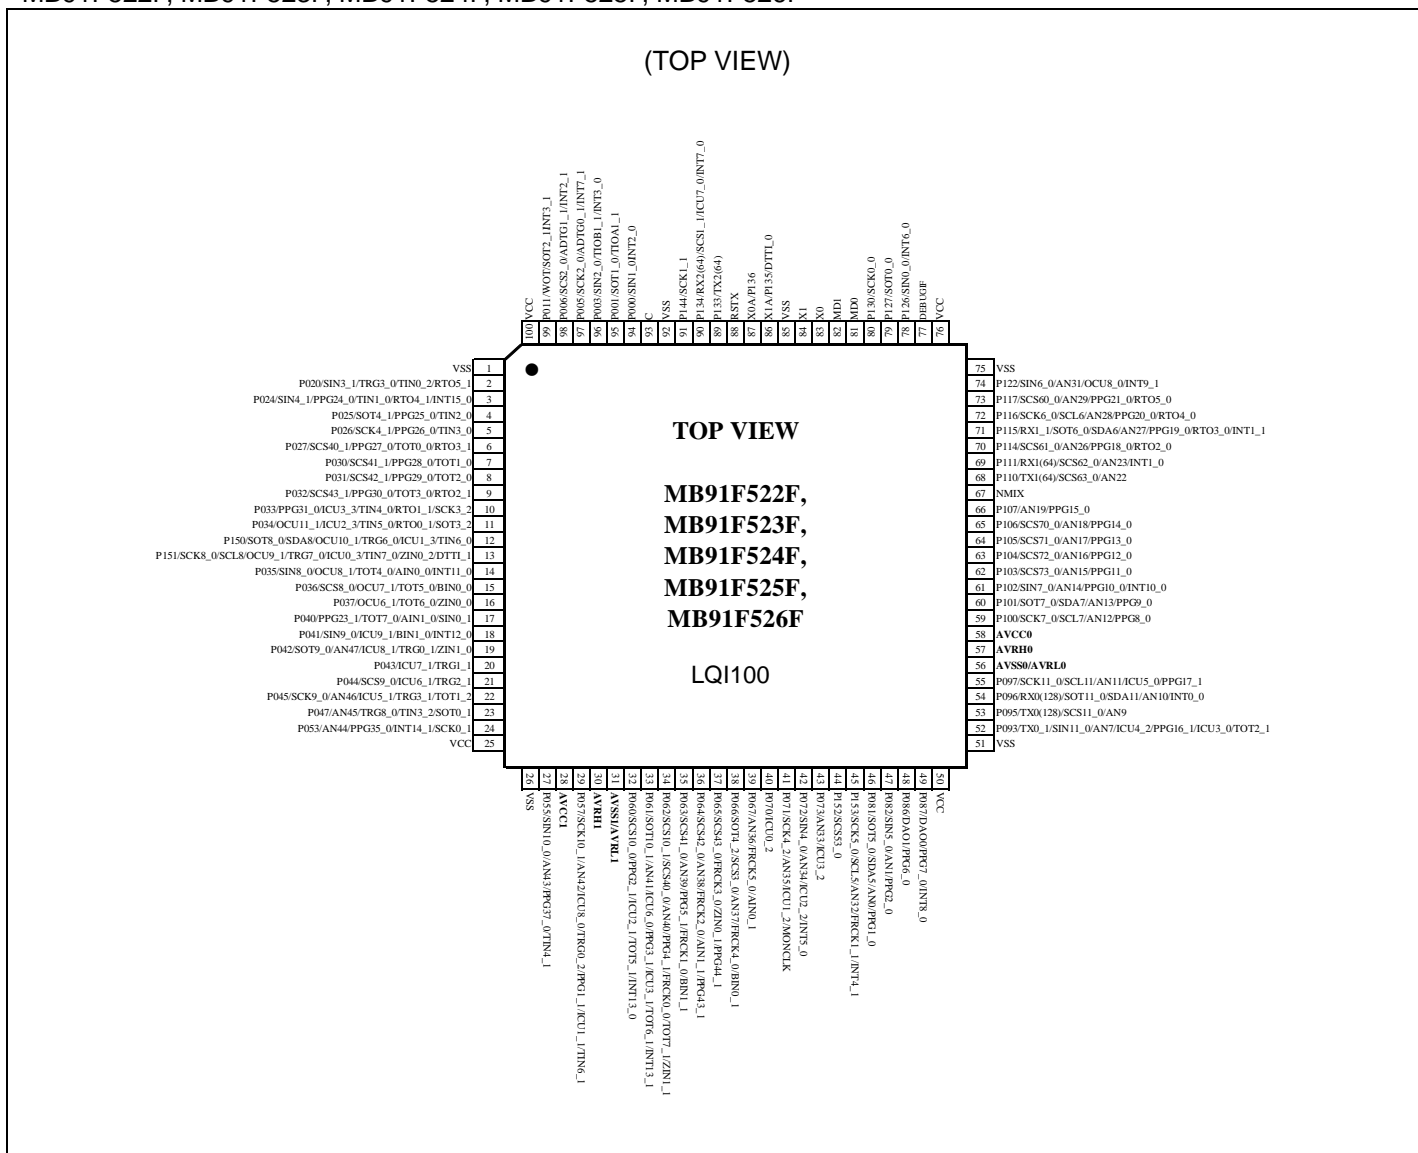 (TOP VIEW)
100 VCC
99 P011/WOT/SOT2_1INT3_1
98 P006/SCS2_0/ADTG1_1/INT2_1
97 P005/SCK2_0/ADTG0_1/INT7_1
96 P003/SIN2_0/TIOB1_1/INT3_0
95 P001/SOT1_0/TIOA1_1
94 P000/SIN1_0INT2_0
93 C
92 VSS
91 P144/SCK1_1
90 P134/RX2(64)/SCS1_1/ICU7_0/INT7_0
89 P133/TX2(64)
88 RSTX
87 X0A/P136
86 X1A/P135/DTTI_0
85 VSS
84 X1
83 X0
82 MD1
81 MD0
80 P130/SCK0_0
79 P127/SOT0_0
78 P126/SIN0_0/INT6_0
77 DEBUGIF
76 VCC
VSS 1
P020/SIN3_1/TRG3_0/TIN0_2/RTO5_1 2
P024/SIN4_1/PPG24_0/TIN1_0/RTO4_1/INT15_0 3
P025/SOT4_1/PPG25_0/TIN2_0 4
P026/SCK4_1/PPG26_0/TIN3_0 5
P027/SCS40_1/PPG27_0/TOT0_0/RTO3_1 6
P030/SCS41_1/PPG28_0/TOT1_0 7
P031/SCS42_1/PPG29_0/TOT2_0 8
P032/SCS43_1/PPG30_0/TOT3_0/RTO2_1 9
P033/PPG31_0/ICU3_3/TIN4_0/RTO1_1/SCK3_2 10
P034/OCU11_1/ICU2_3/TIN5_0/RTO0_1/SOT3_2 11
P150/SOT8_0/SDA8/OCU10_1/TRG6_0/ICU1_3/TIN6_0 12
P151/SCK8_0/SCL8/OCU9_1/TRG7_0/ICU0_3/TIN7_0/ZIN0_2/DTTI_1 13
P035/SIN8_0/OCU8_1/TOT4_0/AIN0_0/INT11_0 14
P036/SCS8_0/OCU7_1/TOT5_0/BIN0_0 15
P037/OCU6_1/TOT6_0/ZIN0_0 16
P040/PPG23_1/TOT7_0/AIN1_0/SIN0_1 17
P041/SIN9_0/ICU9_1/BIN1_0/INT12_0 18
P042/SOT9_0/AN47/ICU8_1/TRG0_1/ZIN1_0 19
P043/ICU7_1/TRG1_1 20
P044/SCS9_0/ICU6_1/TRG2_1 21
P045/SCK9_0/AN46/ICU5_1/TRG3_1/TOT1_2 22
P047/AN45/TRG8_0/TIN3_2/SOT0_1 23
P053/AN44/PPG35_0/INT14_1/SCK0_1 24
VCC 25
TOP VIEW
MB91F522F,
MB91F523F,
MB91F524F,
MB91F525F,
MB91F526F
LQI100
75 VSS
74 P122/SIN6_0/AN31/OCU8_0/INT9_1
73 P117/SCS60_0/AN29/PPG21_0/RTO5_0
72 P116/SCK6_0/SCL6/AN28/PPG20_0/RTO4_0
71 P115/RX1_1/SOT6_0/SDA6/AN27/PPG19_0/RTO3_0/INT1_1
70 P114/SCS61_0/AN26/PPG18_0/RTO2_0
69 P111/RX1(64)/SCS62_0/AN23/INT1_0
68 P110/TX1(64)/SCS63_0/AN22
67 NMIX
66 P107/AN19/PPG15_0
65 P106/SCS70_0/AN18/PPG14_0
64 P105/SCS71_0/AN17/PPG13_0
63 P104/SCS72_0/AN16/PPG12_0
62 P103/SCS73_0/AN15/PPG11_0
61 P102/SIN7_0/AN14/PPG10_0/INT10_0
60 P101/SOT7_0/SDA7/AN13/PPG9_0
59 P100/SCK7_0/SCL7/AN12/PPG8_0
58 AVCC0
57 AVRH0
56 AVSS0/AVRL0
55 P097/SCK11_0/SCL11/AN11/ICU5_0/PPG17_1
54 P096/RX0(128)/SOT11_0/SDA11/AN10/INT0_0
53 P095/TX0(128)/SCS11_0/AN9
52 P093/TX0_1/SIN11_0/AN7/ICU4_2/PPG16_1/ICU3_0/TOT2_1
51 VSS
26 VSS
27 P055/SIN10_0/AN43/PPG37_0/TIN4_1
28 AVCC1
29 P057/SCK10_1/AN42/ICU8_0/TRG0_2/PPG1_1/ICU1_1/TIN6_1
30 AVRH1
31 AVSS1/AVRL1
32 P060/SCS10_0/PPG2_1/ICU2_1/TOT5_1/INT13_0
33 P061/SOT10_1/AN41/ICU6_0/PPG3_1/ICU3_1/TOT6_1/INT13_1
34 P062/SCS10_1/SCS40_0/AN40/PPG4_1/FRCK0_0/TOT7_1/ZIN1_1
35 P063/SCS41_0/AN39/PPG5_1/FRCK1_0/BIN1_1
36 P064/SCS42_0/AN38/FRCK2_0/AIN1_1/PPG43_1
37 P065/SCS43_0/FRCK3_0/ZIN0_1/PPG44_1
38 P066/SOT4_2/SCS3_0/AN37/FRCK4_0/BIN0_1
39 P067/AN36/FRCK5_0/AIN0_1
40 P070/ICU0_2
41 P071/SCK4_2/AN35/ICU1_2/MONCLK
42 P072/SIN4_0/AN34/ICU2_2/INT5_0
43 P073/AN33/ICU3_2
44 P152/SCS53_0
45 P153/SCK5_0/SCL5/AN32/FRCK1_1/INT4_1
46 P081/SOT5_0/SDA5/AN0/PPG1_0
47 P082/SIN5_0/AN1/PPG2_0
48 P086/DAO1/PPG6_0
49 P087/DAO0/PPG7_0/INT8_0
50 VCC